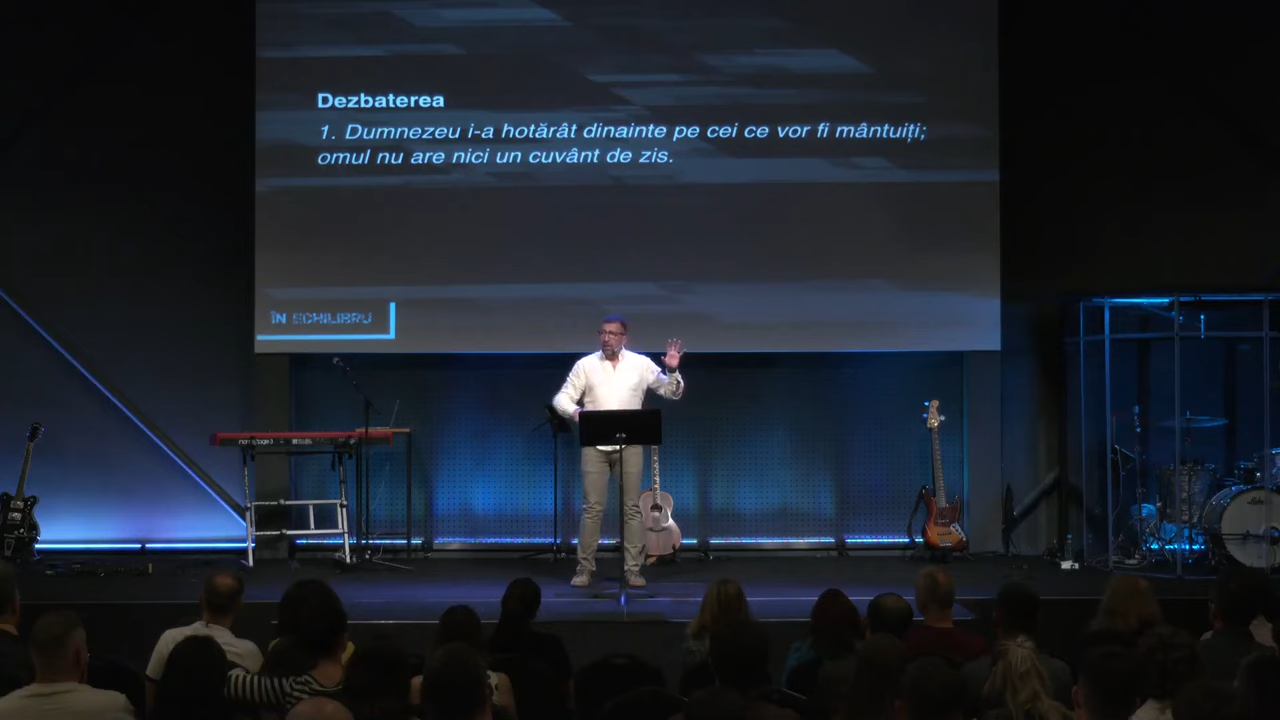 Dezbaterea
1. Dumnezeu i-a hotărât dinainte pe cei ce vor fi mântuiți;
omul nu are nici un cuvânt de zis.
ÎN ECHILIBRU